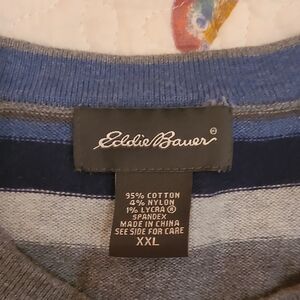 Eddie Bauer ®
95% COTTON
4% NYLON
1% LYCRA ®
SPANDEX
MADE IN CHINA
SEE SIDE FOR CARE
XXL